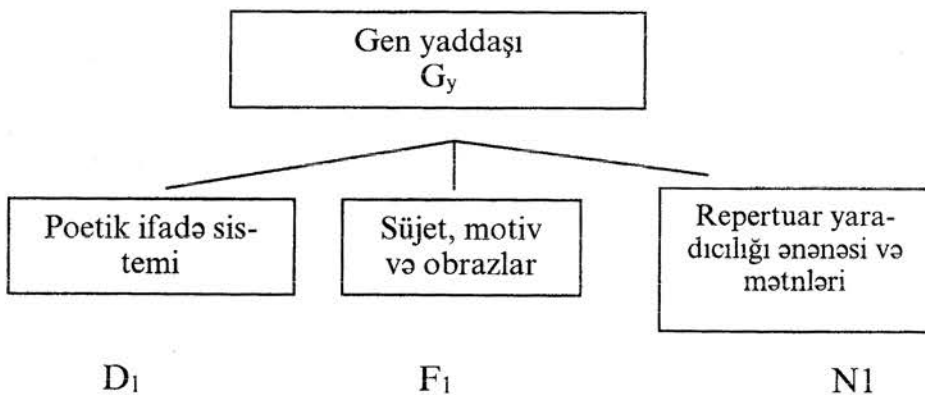 Gen yaddaşı
Gy
Poetik ifadə sis-
temi
Süjet, motiv
və obrazlar
Repertuar yara-
dıcılığı ənənəsi və
mətnləri
D1
F1
N1